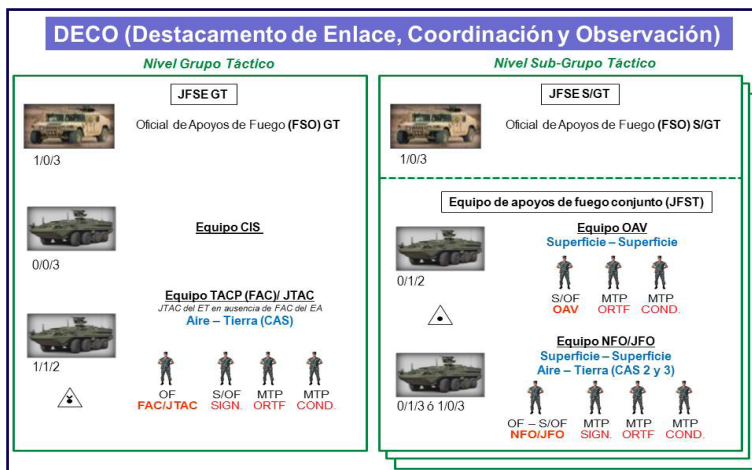 DECO (Destacamento de Enlace, Coordinación y Observación)
Nivel Grupo Táctico
JFSE GT
Oficial de Apoyos de Fuego (FSO) GT
1/0/3
Equipo CIS
0/0/3
Equipo TACP (FAC)/ JTAC
JTAC del ET en ausencia de FAC del EA
Aire – Tierra (CAS)
1/1/2
OF S/OF MTP MTP
FAC/JTAC SIGN. ORTF COND.
Nivel Sub-Grupo Táctico
JFSE S/GT
Oficial de Apoyos de Fuego (FSO) S/GT
1/0/3
Equipo de apoyos de fuego conjunto (JFST)
Equipo OAV
Superficie – Superficie
0/1/2
S/OF MTP MTP
OAV ORTF COND.
Equipo NFO/JFO
Superficie – Superficie
Aire – Tierra (CAS 2 y 3)
0/1/3 ó 1/0/3
OF – S/OF MTP MTP MTP
NFO/JFO SIGN. ORTF COND.